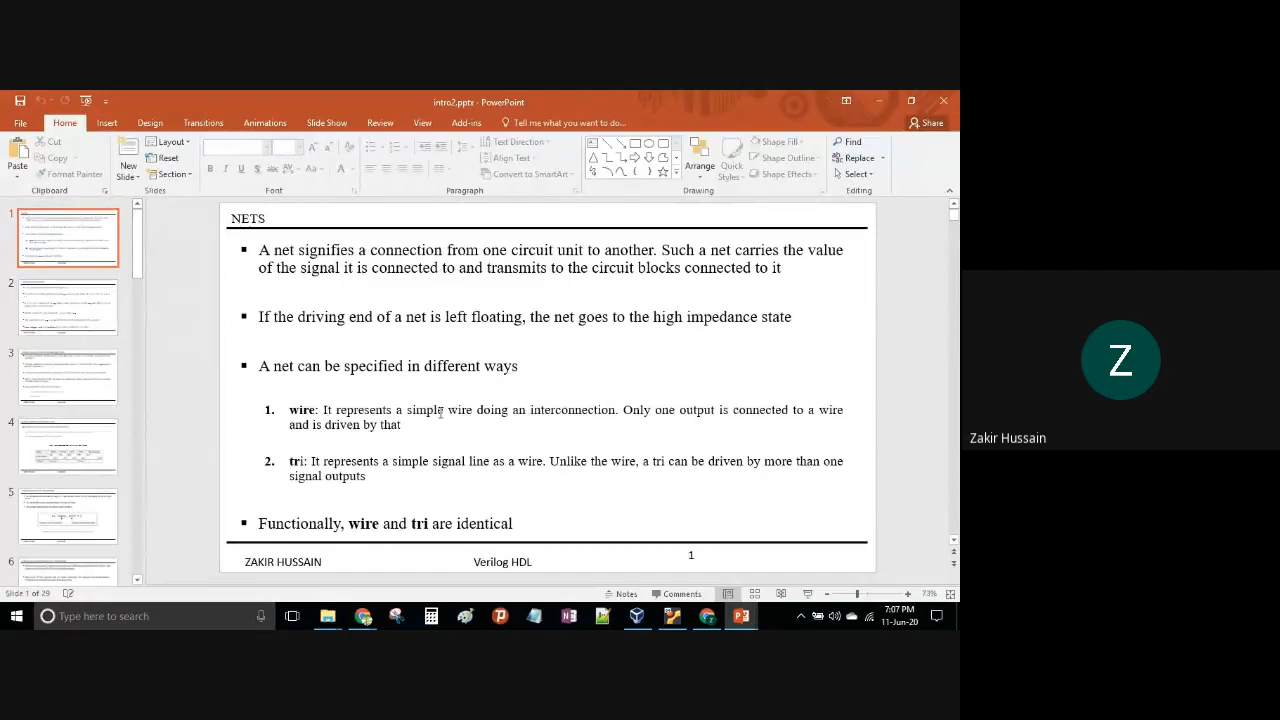 intro2.pptx - PowerPoint
File Home Insert Design Transitions Animations Slide Show Review View Add-ins Tell me what you want to do... Share
Paste Cut Copy Format Painter
Clipboard
New Slide Layout Reset Section
Slides
Font
Text Direction Align Text Convert to SmartArt
Paragraph
Arrange Quick Styles Shape Fill Shape Outline Shape Effects
Drawing
Find Replace Select
Editing
1
2
3
4
5
6
NETS
A net signifies a conection from one circuit unit to another. Such a net carries the value
of the signal it is connected to and transmits to the circuit blocks connected to it
If the driving end of a net is left floating, the net goes to the high impedance state
A net can be specified in different ways
1. wire: It represents a simple wire doing an interconnection. Only one output is connected to a wire
and is driven by that
2. tri: It represents a simple signal line as a wire. Unlike the wire, a tri can be driven by more than one
signal outputs
Functionally, wire and tri are identical
ZAKIR HUSSAIN Verilog HDL 1
Slide 1 of 29 Notes Comments 73%
Type here to search
7:07 PM
11-Jun-20
Z
Zakir Hussain